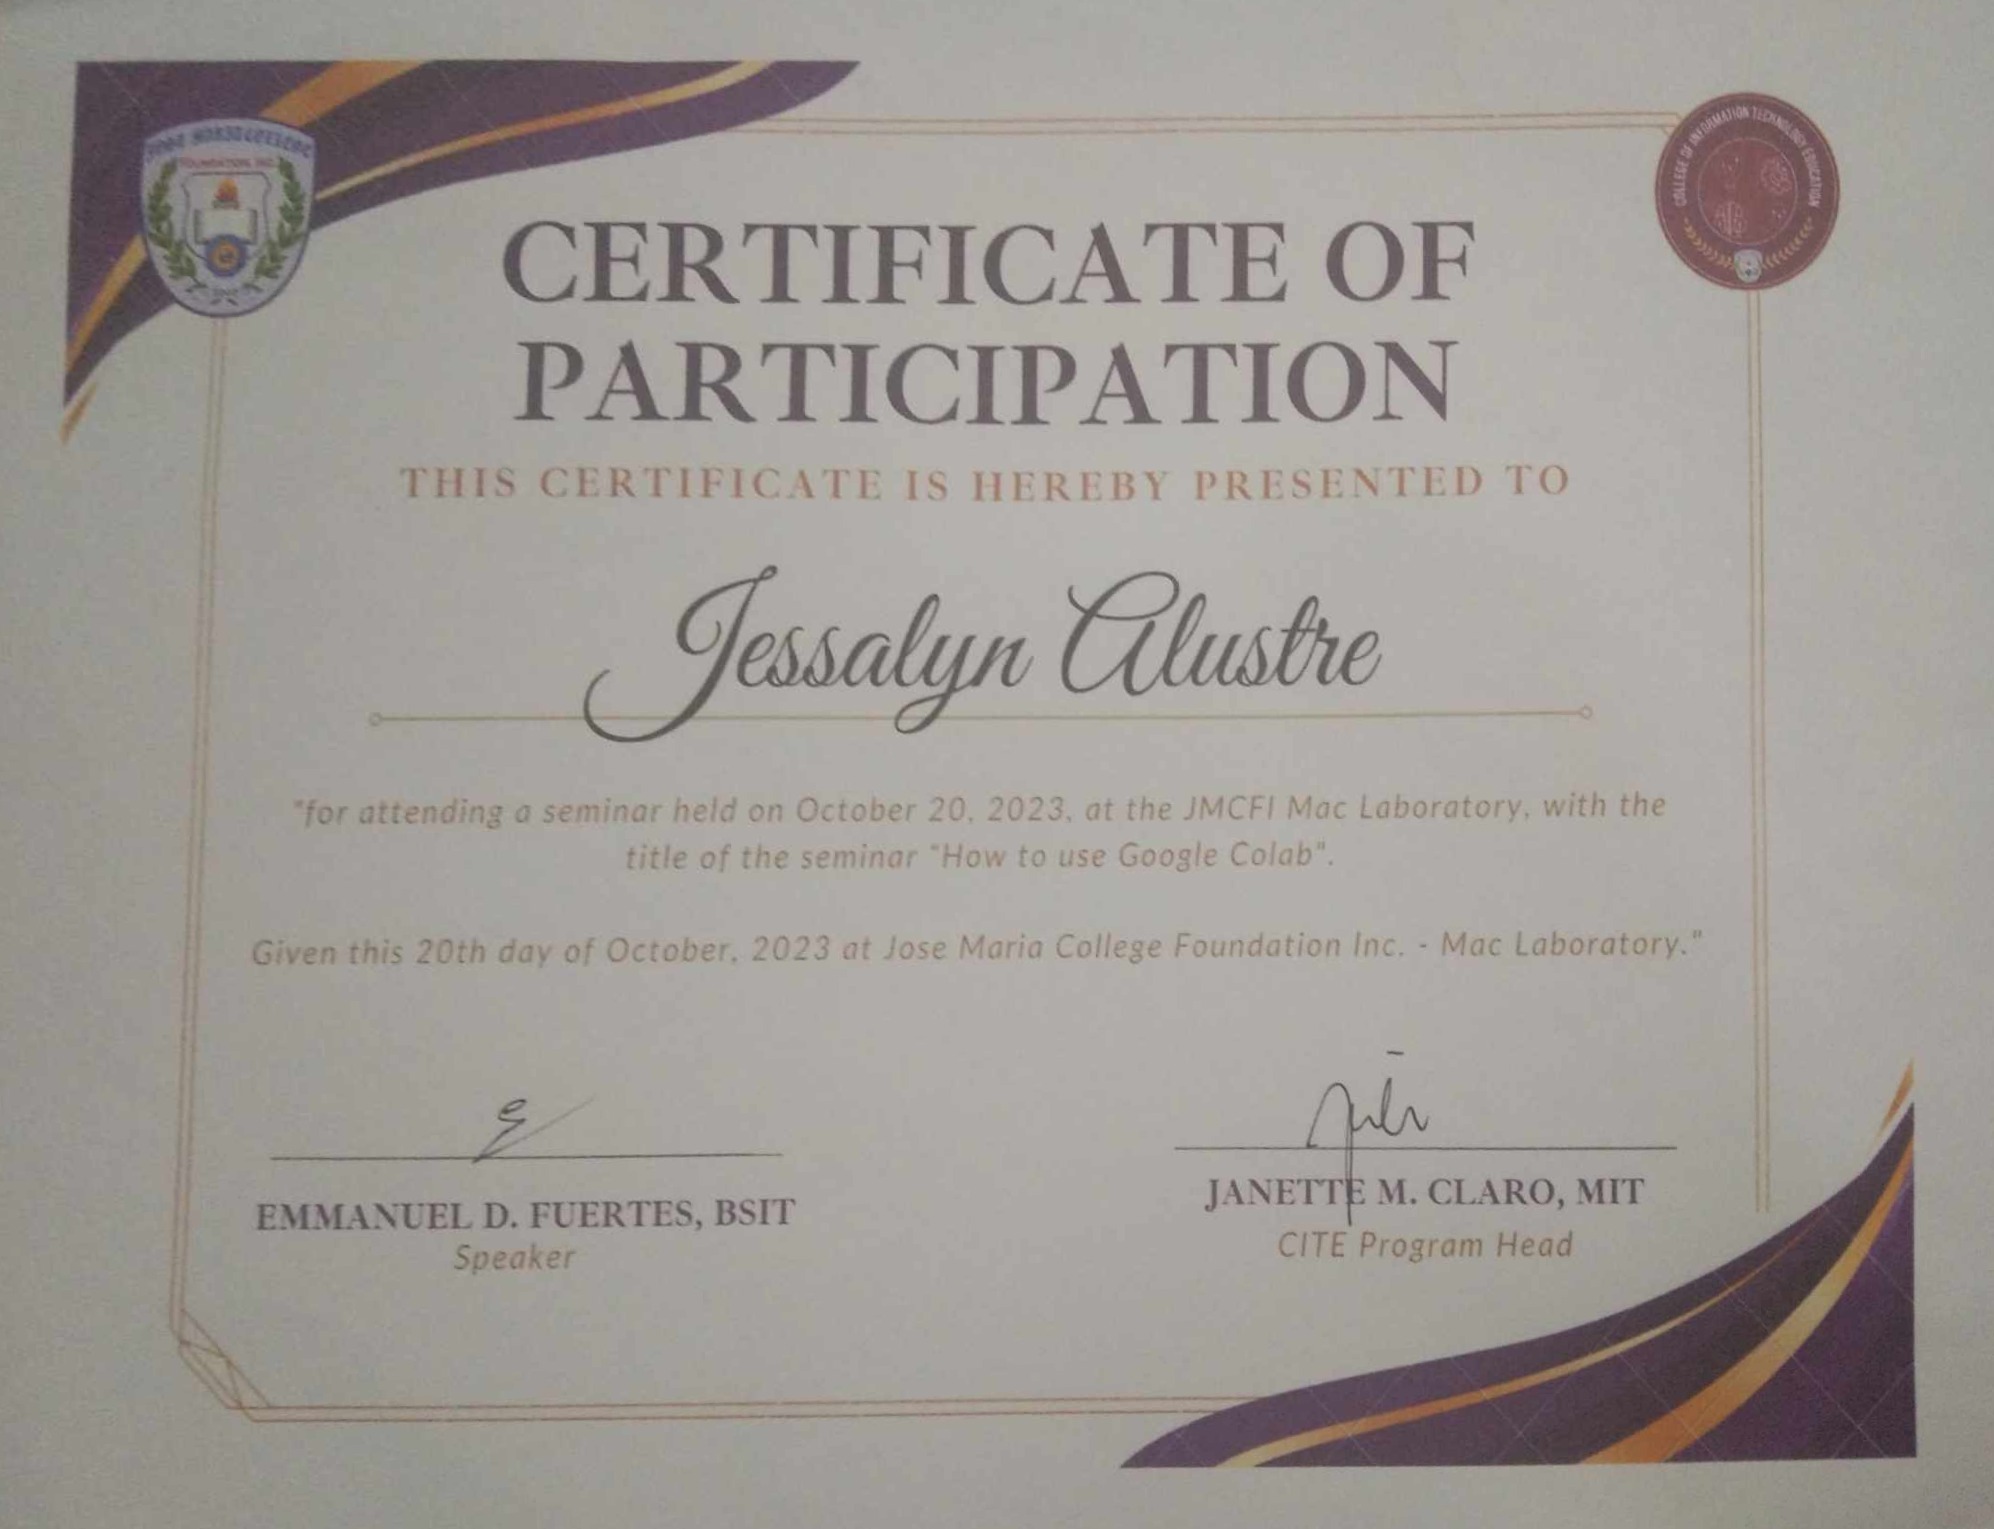 JOSE MARIA COLLEGE
FOUNDATION, INC.
COLLEGE OF INFORMATION TECHNOLOGY EDUCATION
CERTIFICATE OF
PARTICIPATION
THIS CERTIFICATE IS HEREBY PRESENTED TO
Jessalyn Alustre
"for attending a seminar held on October 20, 2023, at the JMCFI Mac Laboratory, with the
title of the seminar "How to use Google Colab".
Given this 20th day of October, 2023 at Jose Maria College Foundation Inc. - Mac Laboratory."
EMMANUEL D. FUERTES, BSIT
Speaker
JANETTE M. CLARO, MIT
CITE Program Head